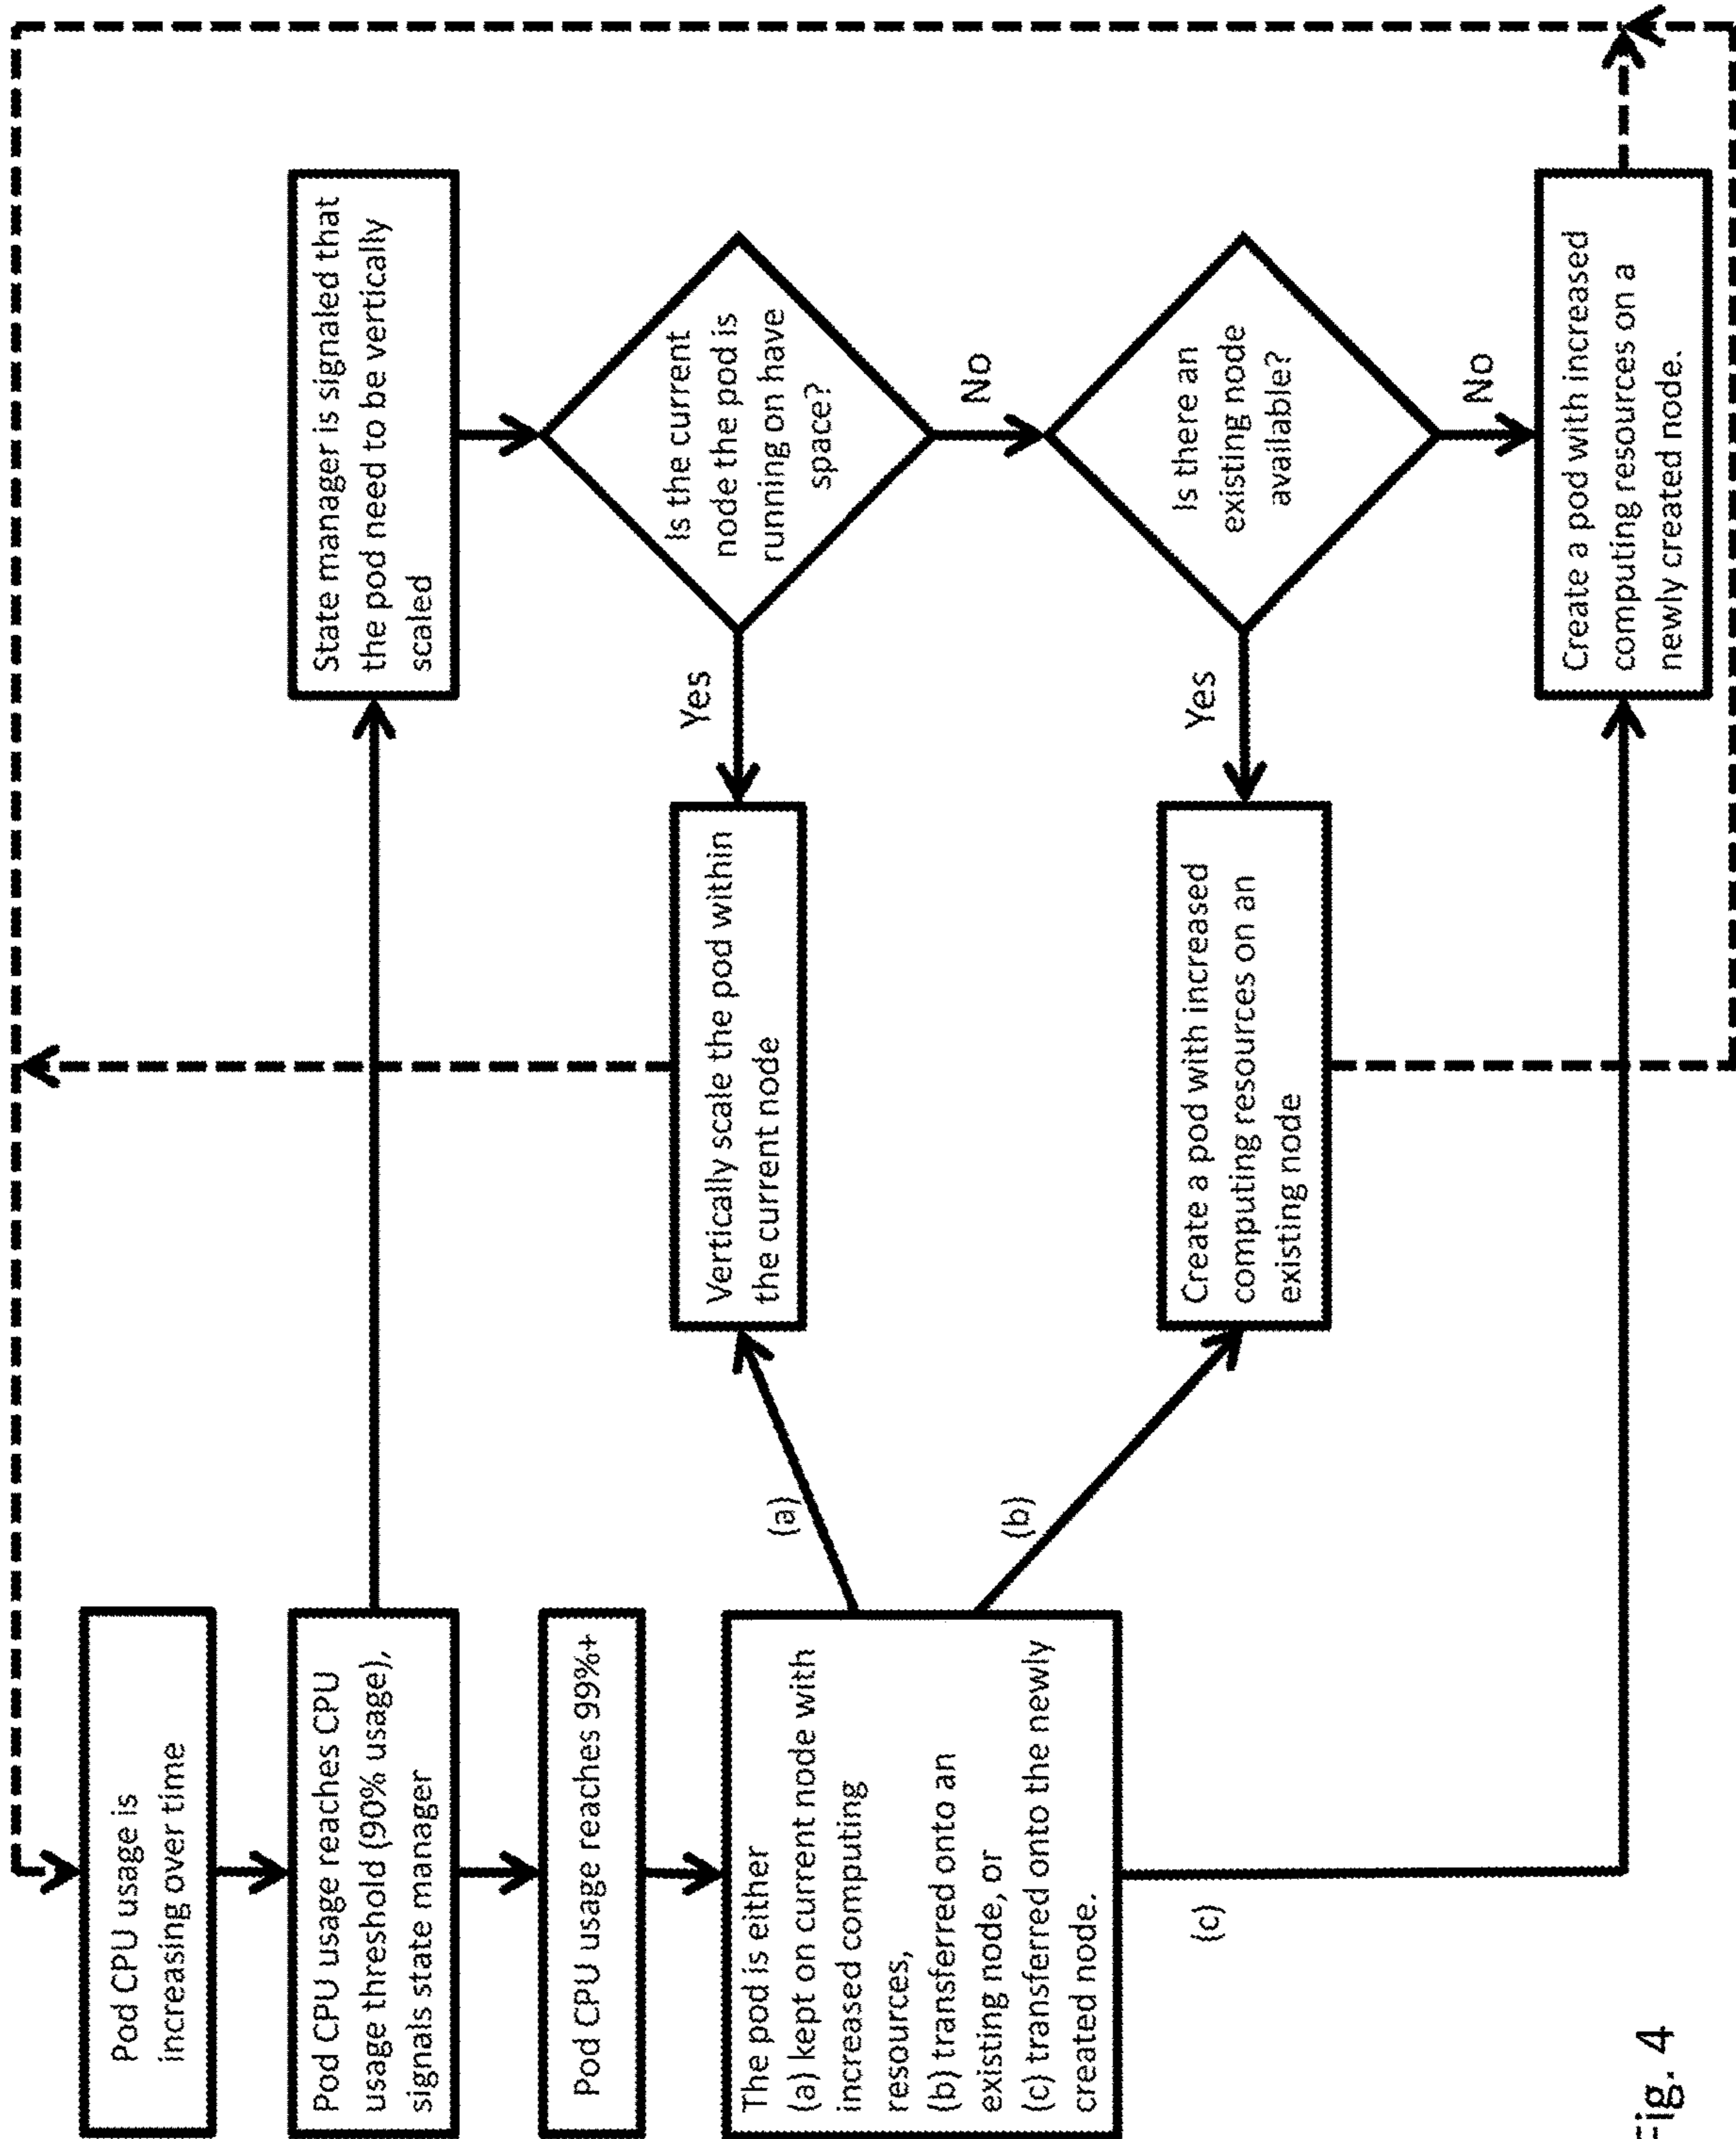 Pod CPU usage is
increasing over time
Pod CPU usage reaches CPU
usage threshold (90% usage),
signals state manager
Pod CPU usage reaches 99%+
The pod is either
(a) kept on current node with
increased computing
resources,
(b) transferred onto an
existing node, or
(c) transferred onto the newly
created node.
(a)
(b)
(c)
Vertically scale the pod within
the current node
Create a pod with increased
computing resources on an
existing node
Yes
Yes
State manager is signaled that
the pod need to be vertically
scaled
Is the current
node the pod is
running on have
space?
No
Is there an
existing node
available?
No
Create a pod with increased
computing resources on a
newly created node.
Fig. 4